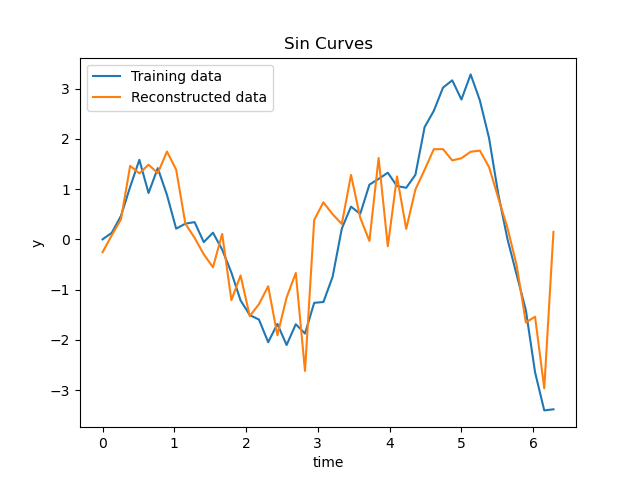 Sin Curves
Training data
Reconstructed data
y
3
2
1
0
−1
−2
−3
0 1 2 3 4 5 6
time